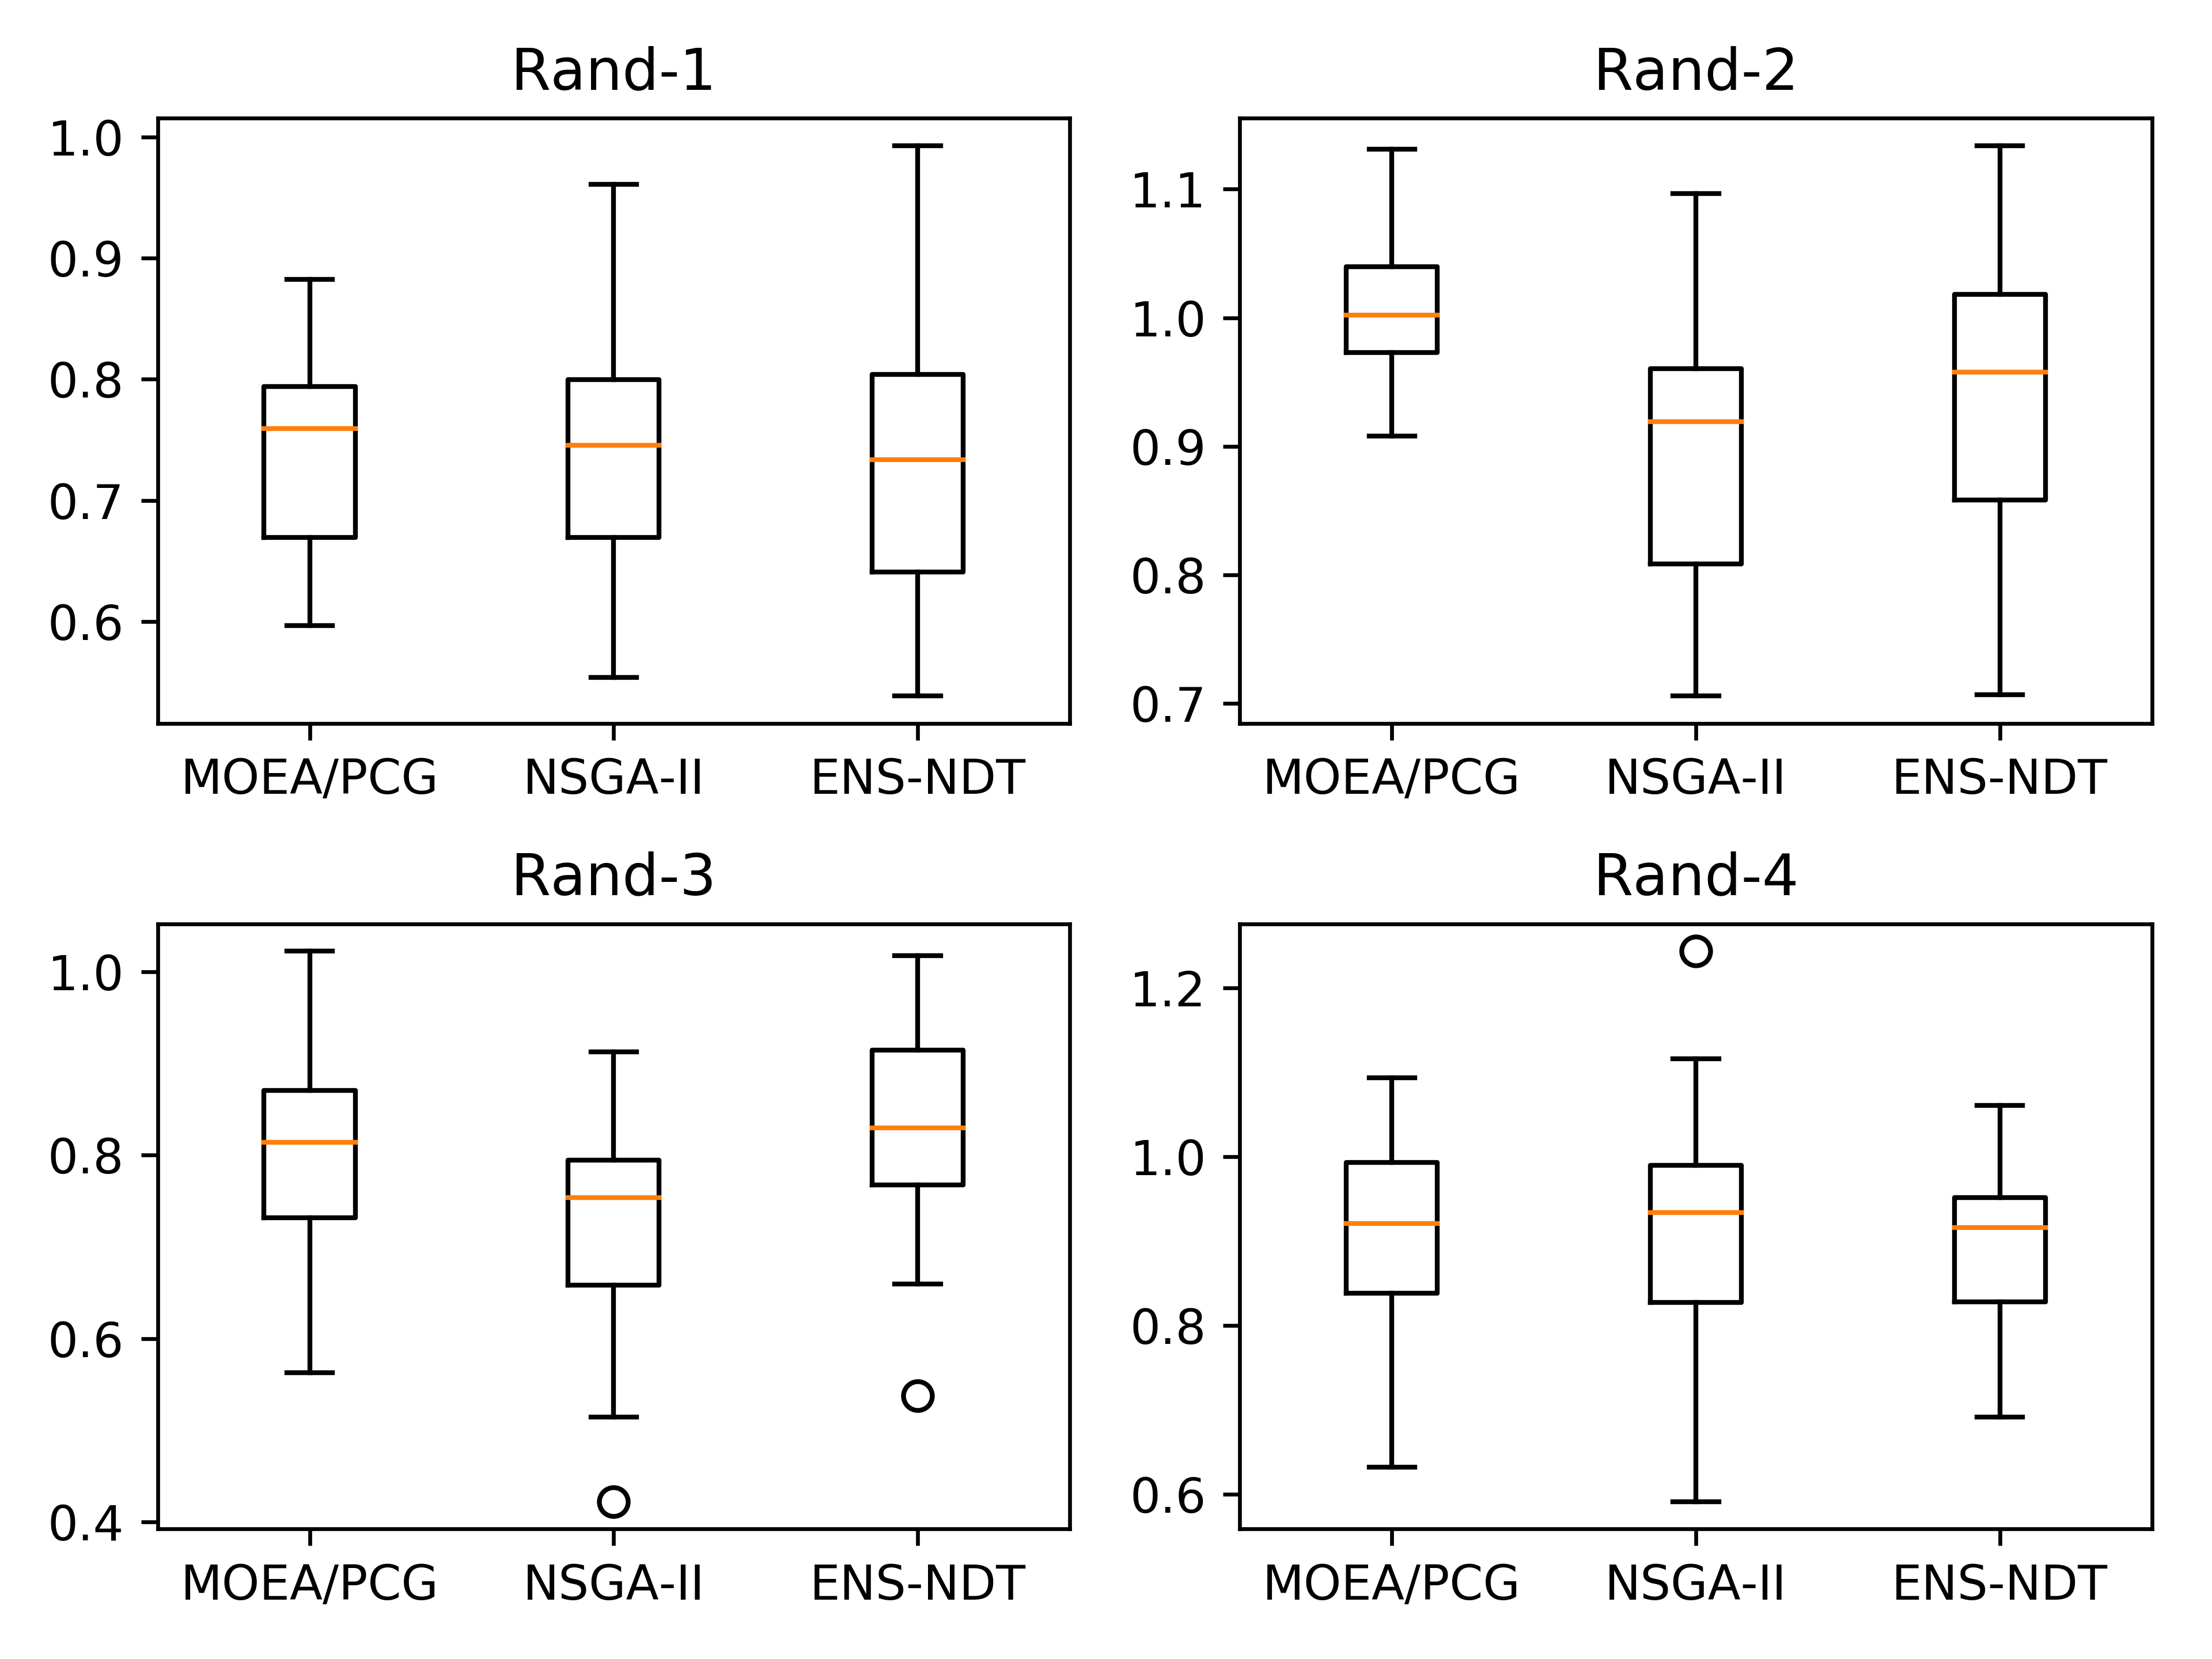 Rand-1
1.0
0.9
0.8
0.7
0.6
MOEA/PCG NSGA-II ENS-NDT
Rand-2
1.1
1.0
0.9
0.8
0.7
MOEA/PCG NSGA-II ENS-NDT
Rand-3
1.0
0.8
0.6
0.4
MOEA/PCG NSGA-II ENS-NDT
Rand-4
1.2
1.0
0.8
0.6
MOEA/PCG NSGA-II ENS-NDT